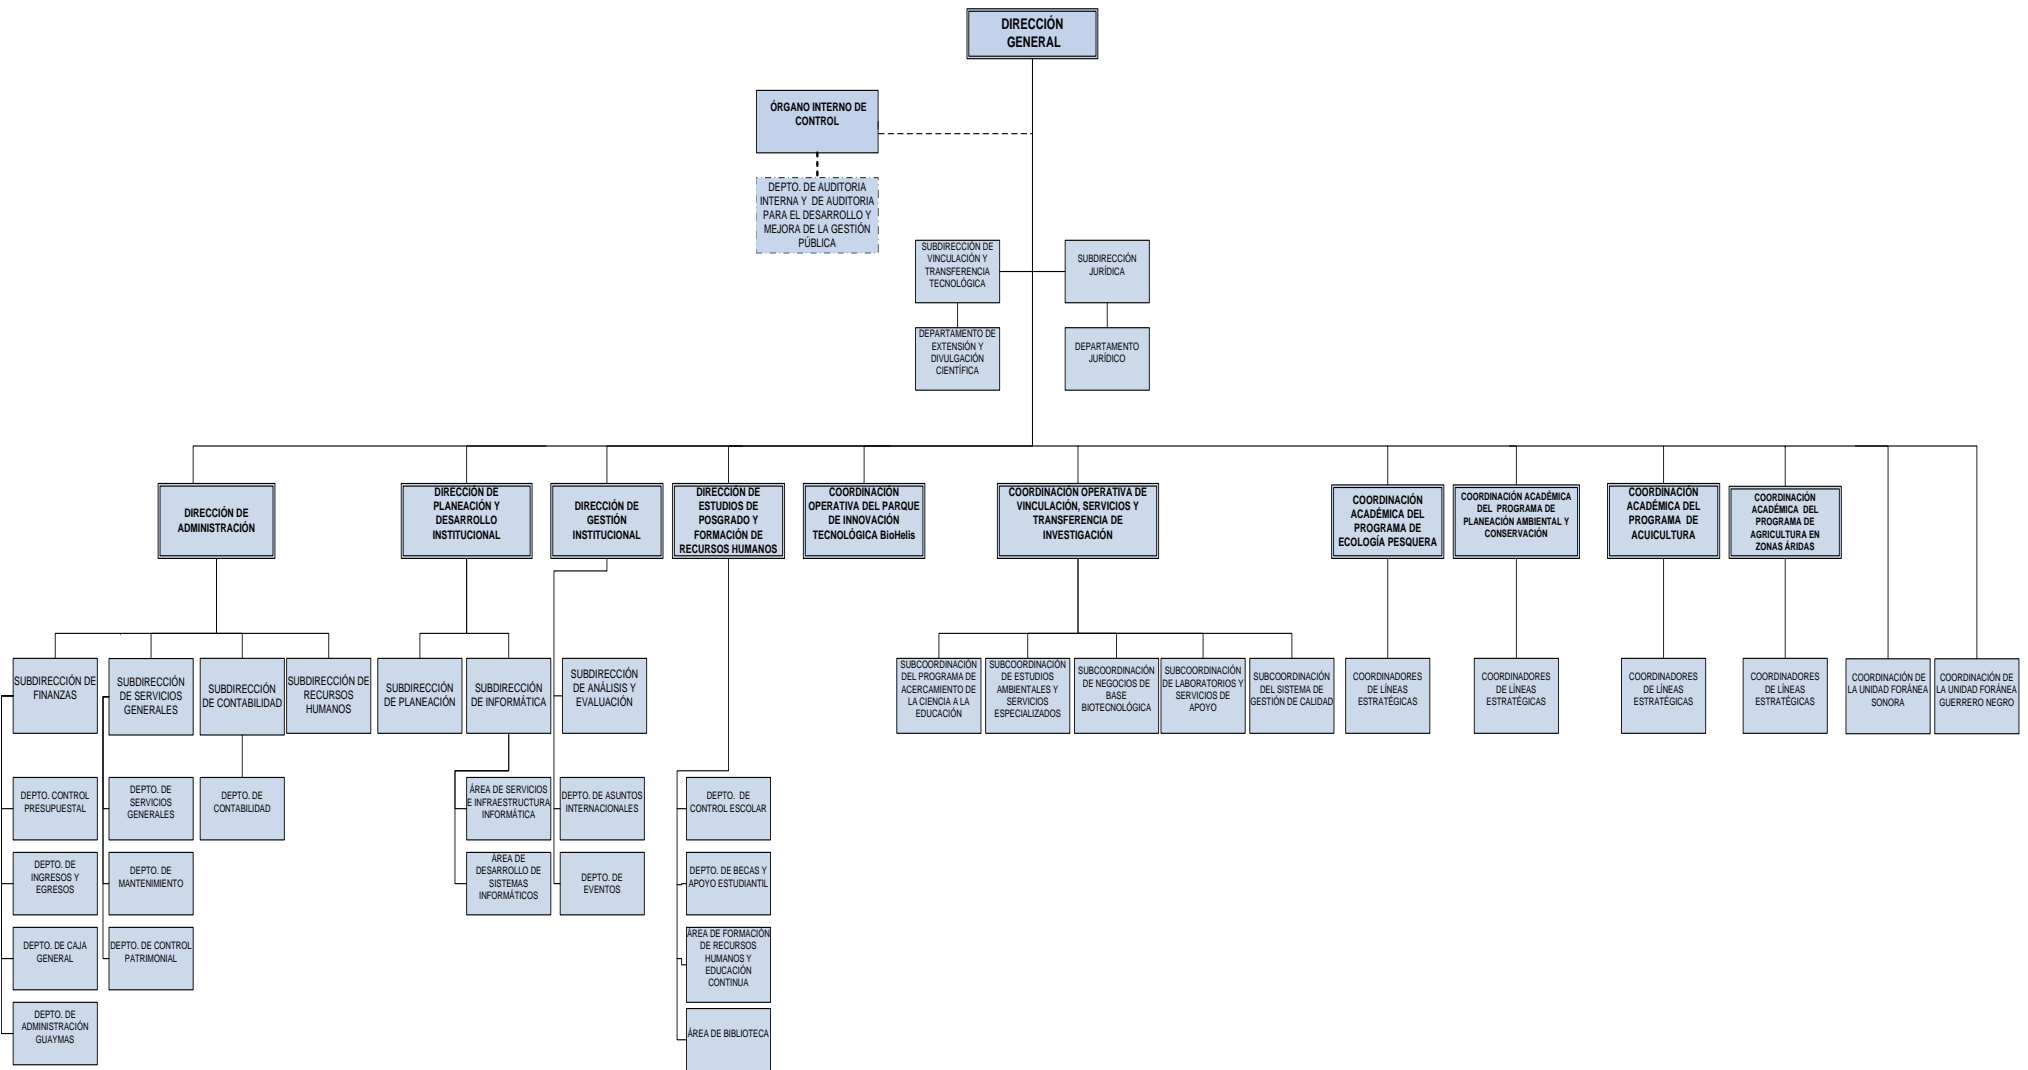 DIRECCIÓN
GENERAL
ÓRGANO INTERNO DE
CONTROL
DEPTO. DE AUDITORIA
INTERNA Y DE AUDITORIA
PARA EL DESARROLLO Y
MEJORA DE LA GESTIÓN
PÚBLICA
SUBDIRECCIÓN DE
VINCULACIÓN Y
TRANSFERENCIA
TECNOLÓGICA
SUBDIRECCIÓN
JURÍDICA
DEPARTAMENTO DE
EXTENSIÓN Y
DIVULGACIÓN
CIENTÍFICA
DEPARTAMENTO
JURÍDICO
DIRECCIÓN DE
ADMINISTRACIÓN
DIRECCIÓN DE
PLANEACIÓN Y
DESARROLLO
INSTITUCIONAL
DIRECCIÓN DE
GESTIÓN
INSTITUCIONAL
DIRECCIÓN DE
ESTUDIOS DE
POSGRADO Y
FORMACIÓN DE
RECURSOS HUMANOS
COORDINACIÓN
OPERATIVA DEL PARQUE
DE INNOVACIÓN
TECNOLÓGICA BioHelis
COORDINACIÓN OPERATIVA DE
VINCULACIÓN, SERVICIOS Y
TRANSFERENCIA DE
INVESTIGACIÓN
COORDINACIÓN
ACADÉMICA DEL
PROGRAMA DE
ECOLOGÍA PESQUERA
COORDINACIÓN ACADÉMICA
DEL PROGRAMA DE
PLANEACIÓN AMBIENTAL Y
CONSERVACIÓN
COORDINACIÓN
ACADÉMICA DEL
PROGRAMA DE
ACUICULTURA
COORDINACIÓN
ACADÉMICA DEL
PROGRAMA DE
AGRICULTURA EN
ZONAS ÁRIDAS
SUBDIRECCIÓN DE
FINANZAS
SUBDIRECCIÓN
DE SERVICIOS
GENERALES
SUBDIRECCIÓN
DE CONTABILIDAD
SUBDIRECCIÓN DE
RECURSOS
HUMANOS
SUBDIRECCIÓN
DE PLANEACIÓN
SUBDIRECCIÓN
DE INFORMÁTICA
SUBDIRECCIÓN
DE ANÁLISIS Y
EVALUACIÓN
SUBCOORDINACIÓN
DEL PROGRAMA DE
ACERCAMIENTO DE
LA CIENCIA A LA
EDUCACIÓN
SUBCOORDINACIÓN
DE ESTUDIOS
AMBIENTALES Y
SERVICIOS
ESPECIALIZADOS
SUBCOORDINACIÓN
DE NEGOCIOS DE
BASE
BIOTECNOLÓGICA
SUBCOORDINACIÓN
DE LABORATORIOS Y
SERVICIOS DE
APOYO
SUBCOORDINACIÓN
DEL SISTEMA DE
GESTIÓN DE CALIDAD
COORDINADORES
DE LÍNEAS
ESTRATÉGICAS
COORDINADORES
DE LÍNEAS
ESTRATÉGICAS
COORDINADORES
DE LÍNEAS
ESTRATÉGICAS
COORDINADORES
DE LÍNEAS
ESTRATÉGICAS
COORDINACIÓN DE
LA UNIDAD FORÁNEA
SONORA
COORDINACIÓN DE
LA UNIDAD FORÁNEA
GUERRERO NEGRO
DEPTO. CONTROL
PRESUPUESTAL
DEPTO. DE
SERVICIOS
GENERALES
DEPTO. DE
CONTABILIDAD
ÁREA DE SERVICIOS
E INFRAESTRUCTURA
INFORMÁTICA
DEPTO. DE ASUNTOS
INTERNACIONALES
DEPTO. DE
CONTROL ESCOLAR
DEPTO. DE
INGRESOS Y
EGRESOS
DEPTO. DE
MANTENIMIENTO
ÁREA DE
DESARROLLO DE
SISTEMAS
INFORMÁTICOS
DEPTO. DE
EVENTOS
DEPTO. DE BECAS Y
APOYO ESTUDIANTIL
DEPTO. DE CAJA
GENERAL
DEPTO. DE CONTROL
PATRIMONIAL
ÁREA DE FORMACIÓN
DE RECURSOS
HUMANOS Y
EDUCACIÓN
CONTINUA
DEPTO. DE
ADMINISTRACIÓN
GUAYMAS
ÁREA DE BIBLIOTECA